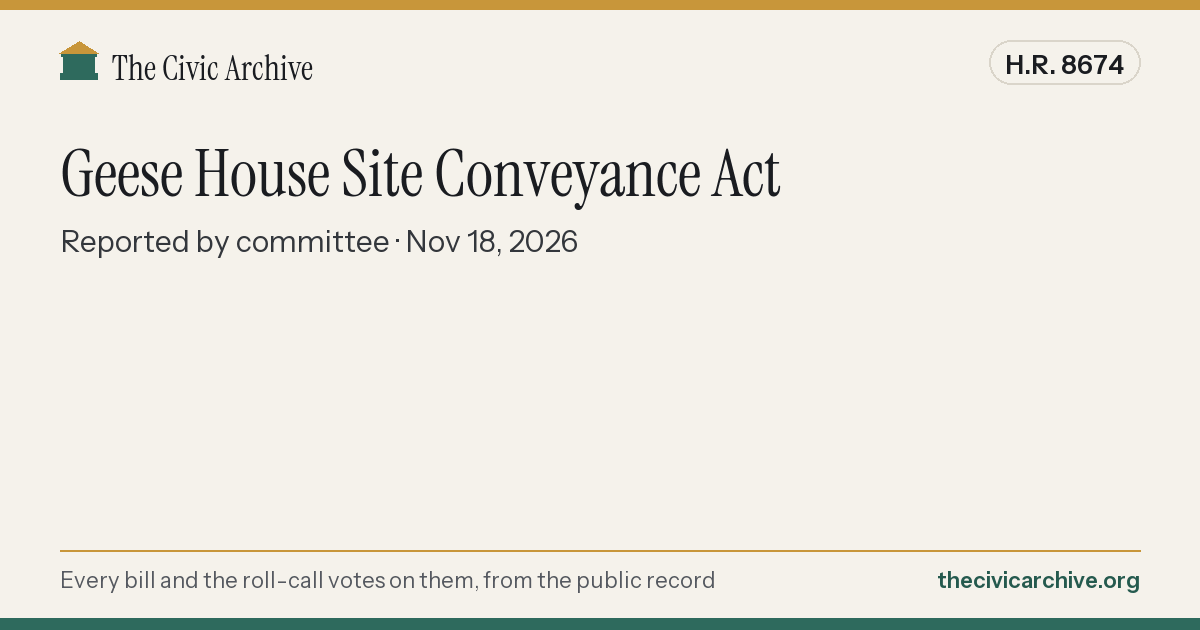 The Civic Archive
H.R. 8674
Geese House Site Conveyance Act
Reported by committee · Nov 18, 2026
Every bill and the roll-call votes on them, from the public record
thecivicarchive.org